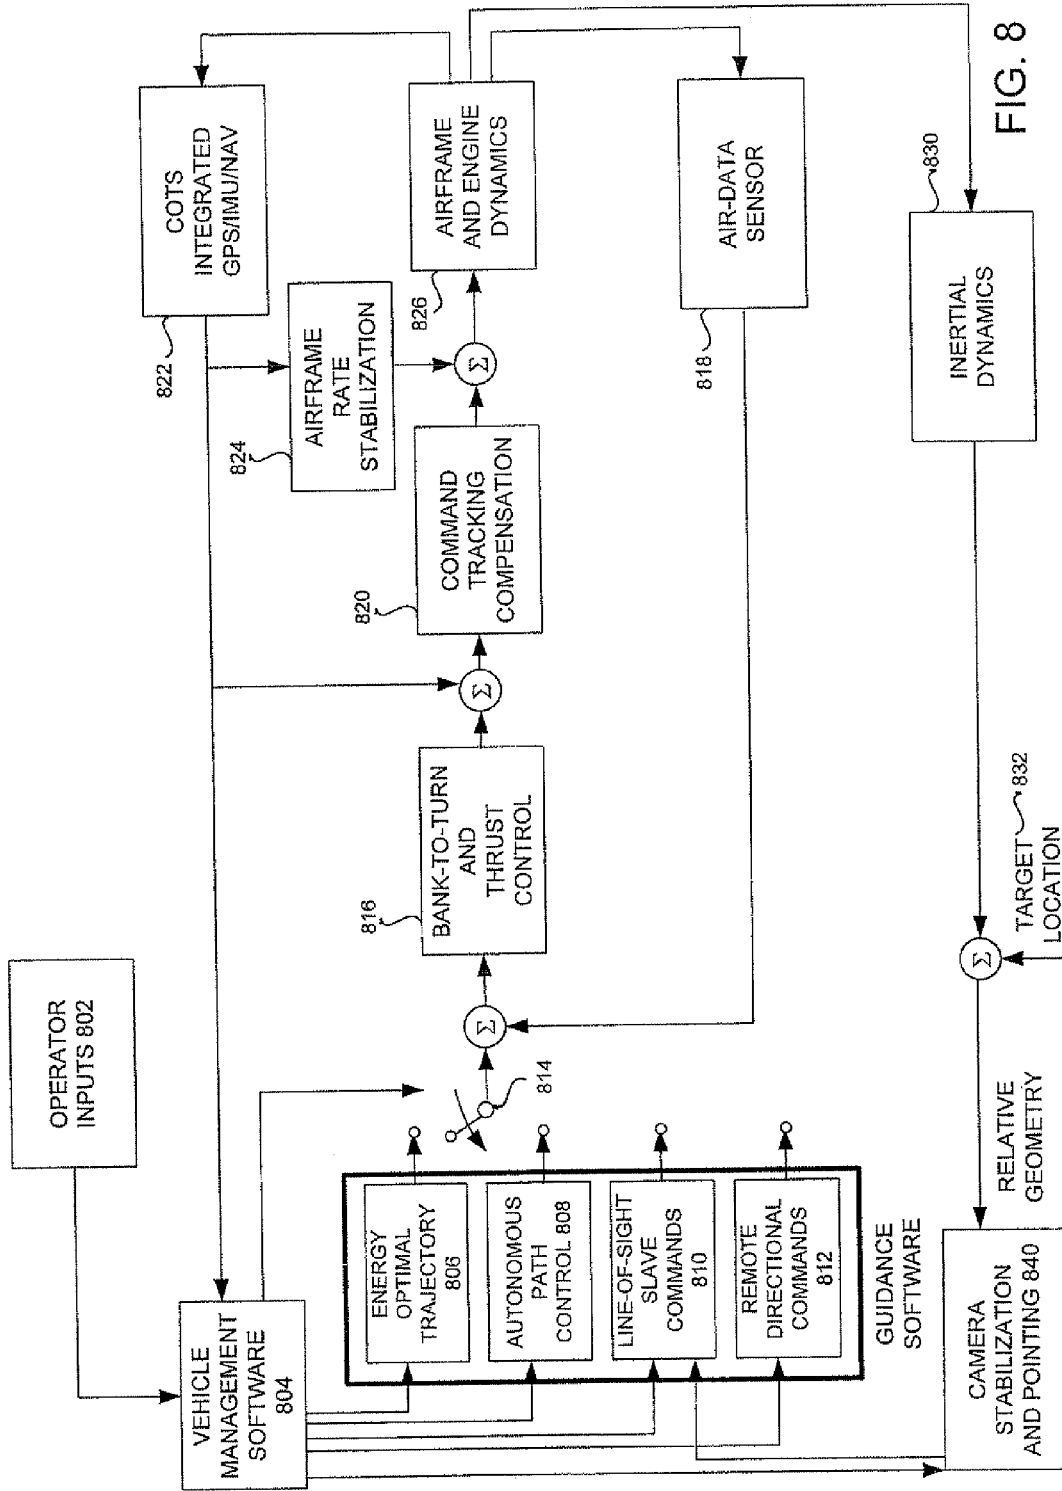 OPERATOR
INPUTS 802
VEHICLE
MANAGEMENT
SOFTWARE
804
ENERGY
OPTIMAL
TRAJECTORY
806
AUTONOMOUS
PATH
CONTROL 808
LINE-OF-SIGHT
SLAVE
COMMANDS
810
REMOTE
DIRECTIONAL
COMMANDS
812
GUIDANCE
SOFTWARE
814
Σ
816
BANK-TO-TURN
AND
THRUST
CONTROL
Σ
820
COMMAND
TRACKING
COMPENSATION
824
AIRFRAME
RATE
STABILIZATION
Σ
822
COTS
INTEGRATED
GPS/IMU/NAV
826
AIRFRAME
AND ENGINE
DYNAMICS
818
AIR-DATA
SENSOR
830
INERTIAL
DYNAMICS
Σ
TARGET
LOCATION
832
RELATIVE
GEOMETRY
CAMERA
STABILIZATION
AND POINTING 840
FIG. 8